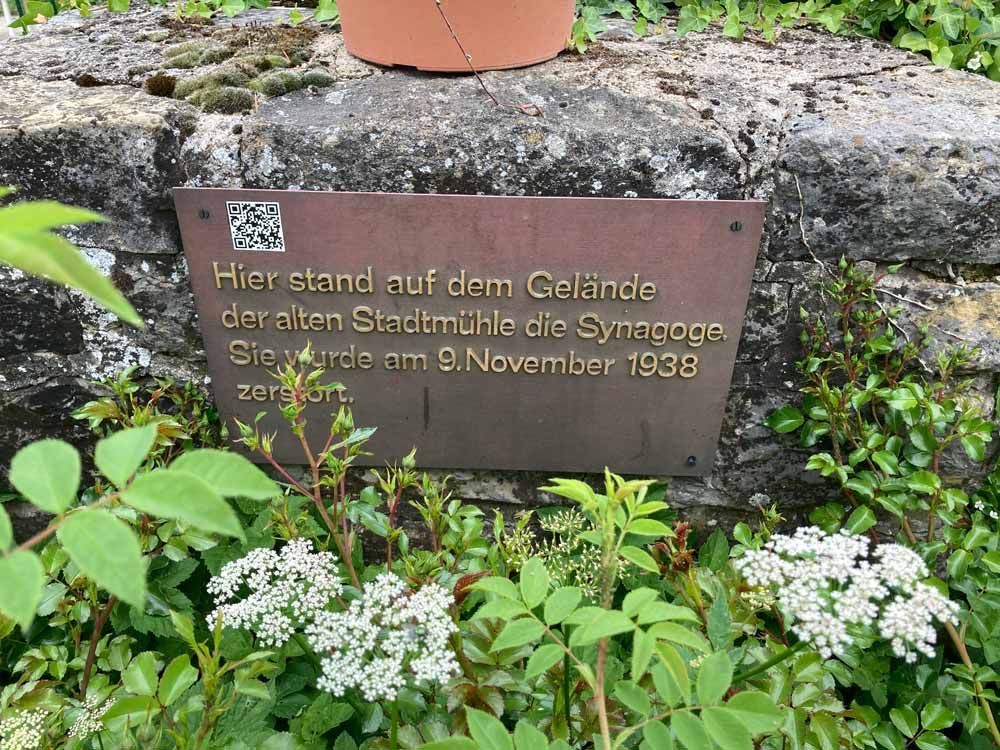 Hier stand auf dem Gelände
der alten Stadtmühle die Synagoge.
Sie wurde am 9.November 1938
zerstört.